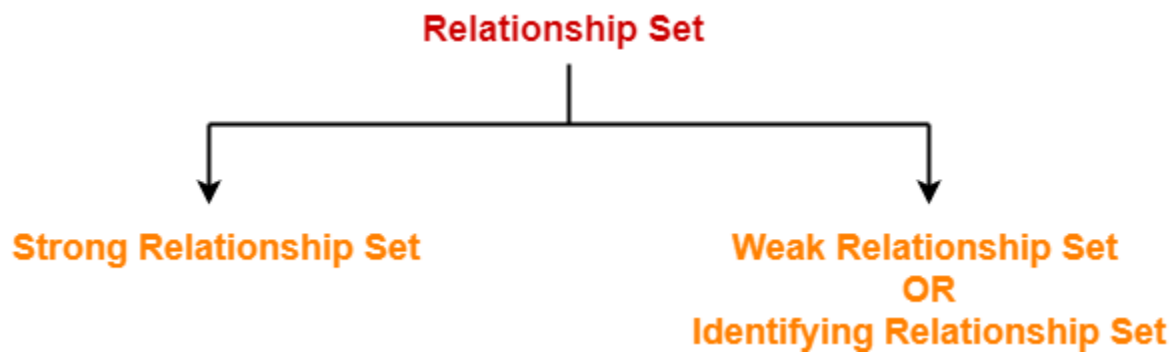 Relationship Set
Strong Relationship Set
Weak Relationship Set
OR
Identifying Relationship Set